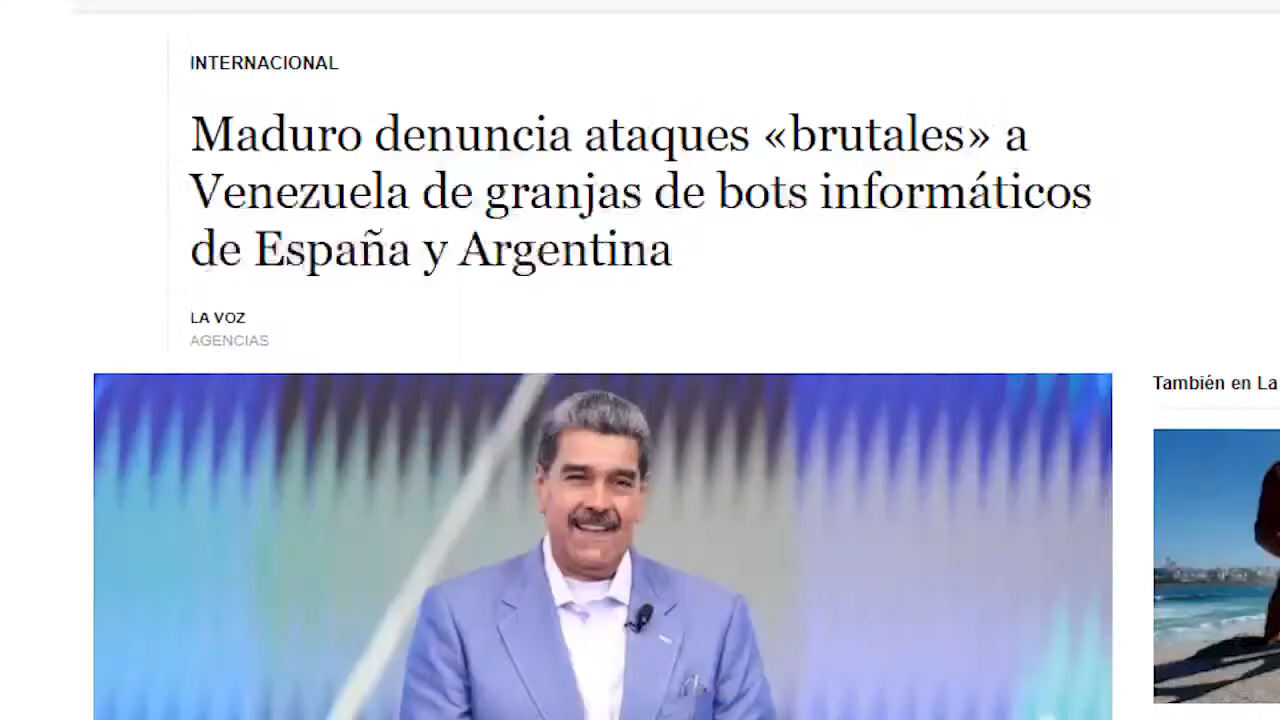 INTERNACIONAL
Maduro denuncia ataques «brutales» a
Venezuela de granjas de bots informáticos
de España y Argentina
LA VOZ
AGENCIAS
También en La